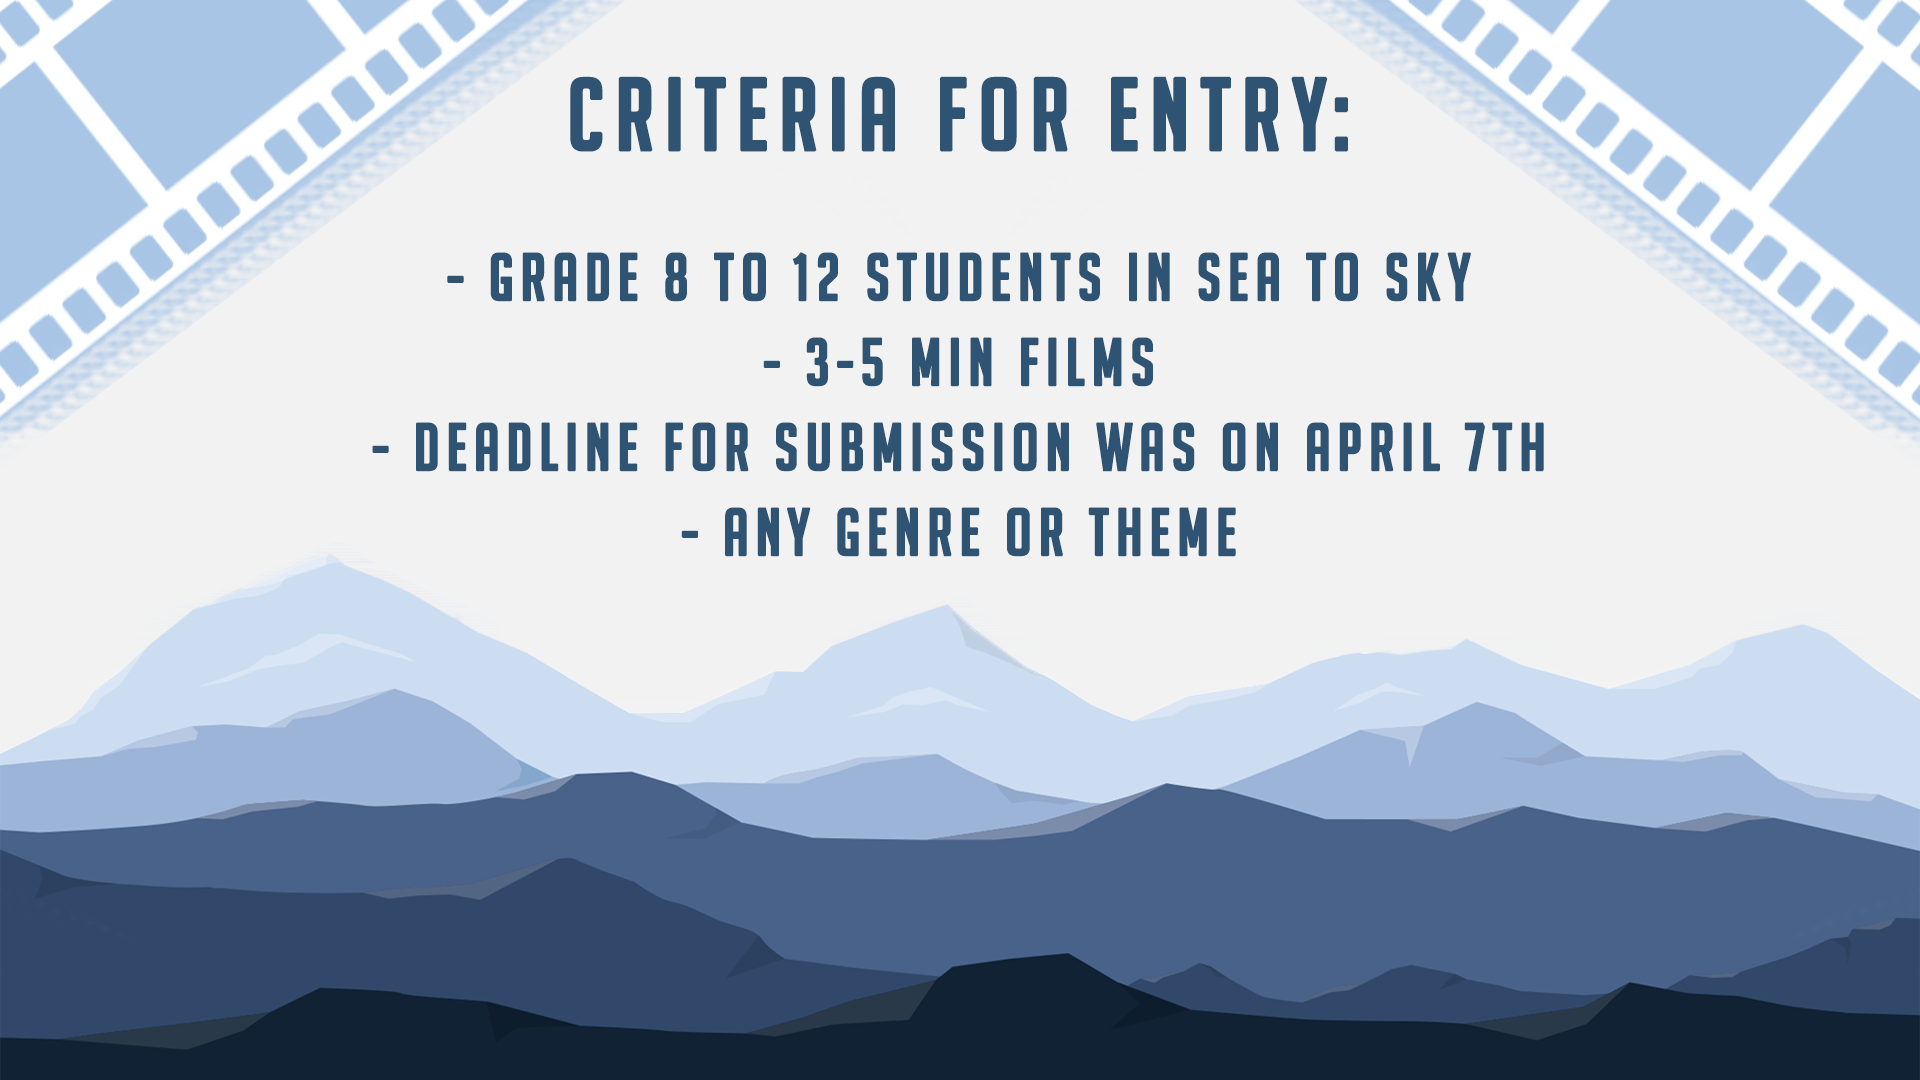 CRITERIA FOR ENTRY:
- GRADE 8 TO 12 STUDENTS IN SEA TO SKY
- 3-5 MIN FILMS
- DEADLINE FOR SUBMISSION WAS ON APRIL 7TH
- ANY GENRE OR THEME